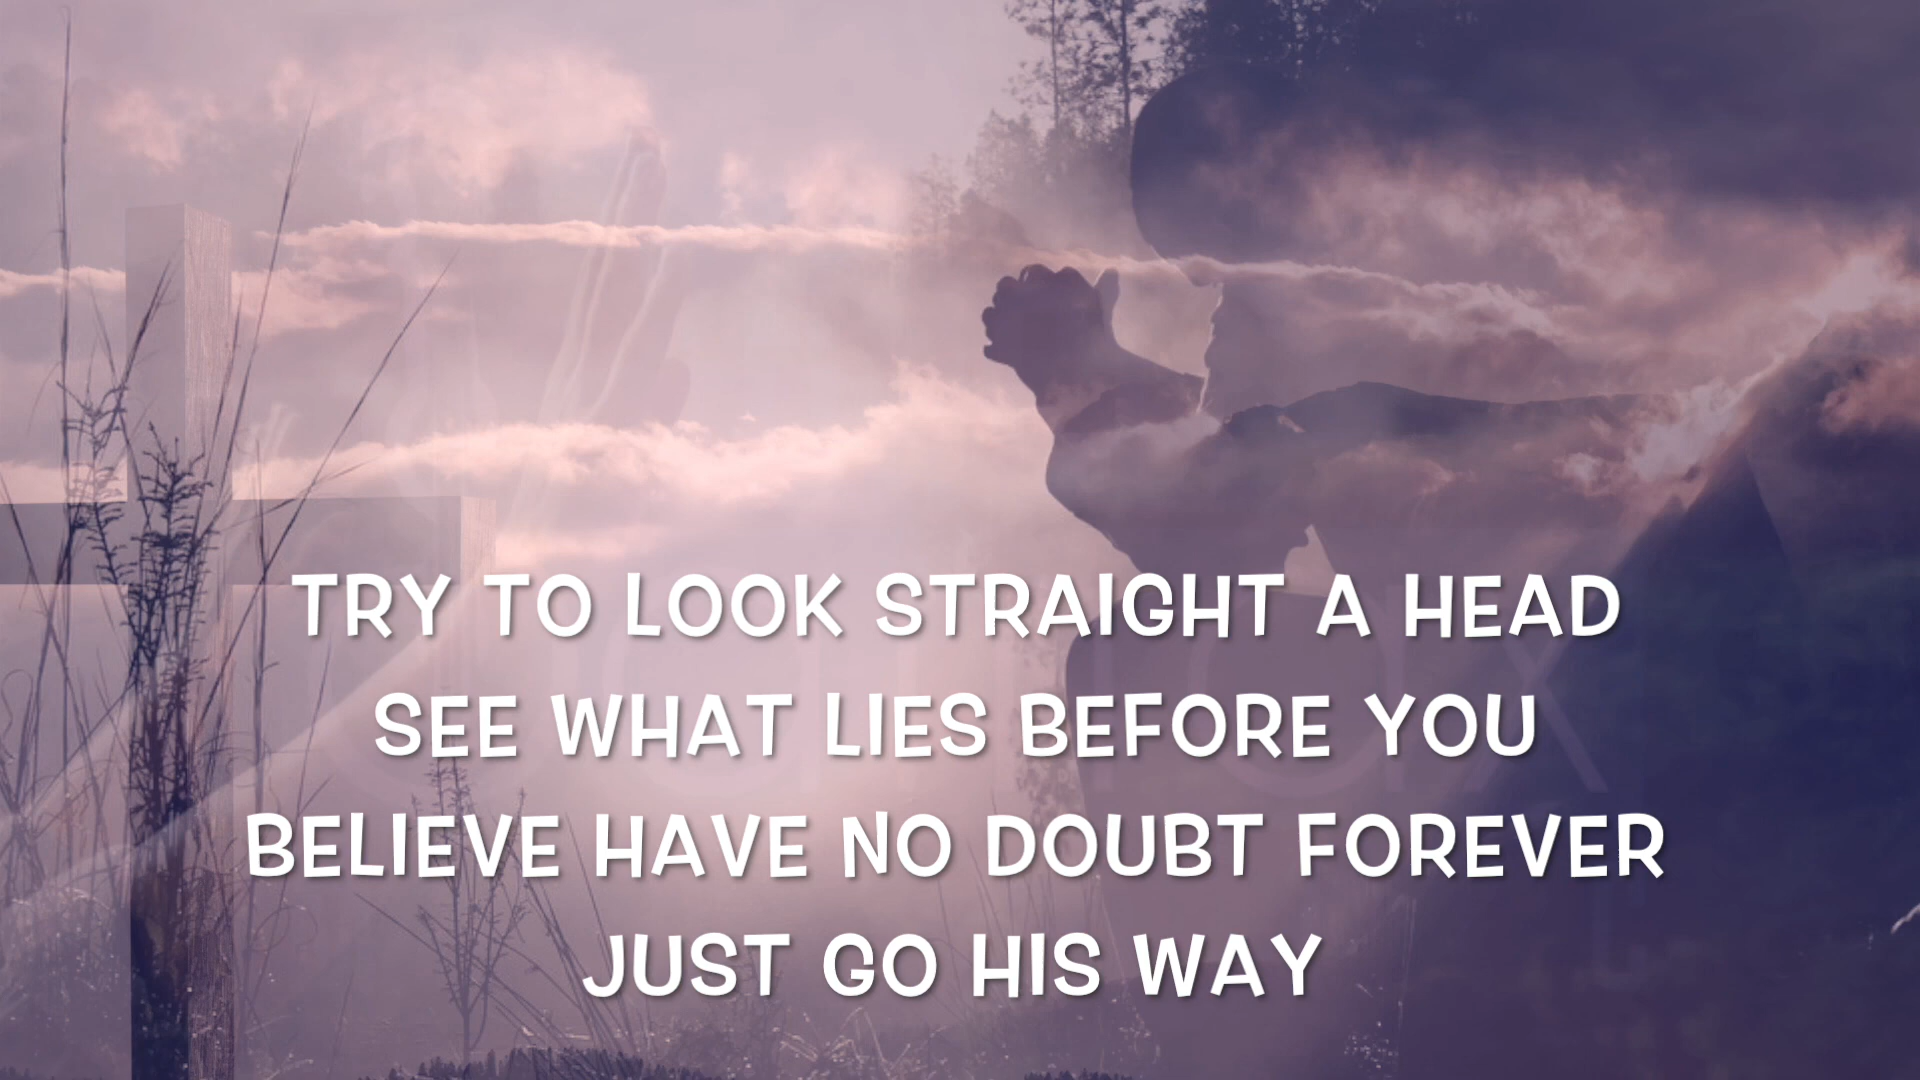 TRY TO LOOK STRAIGHT A HEAD
SEE WHAT LIES BEFORE YOU
BELIEVE HAVE NO DOUBT FOREVER
JUST GO HIS WAY